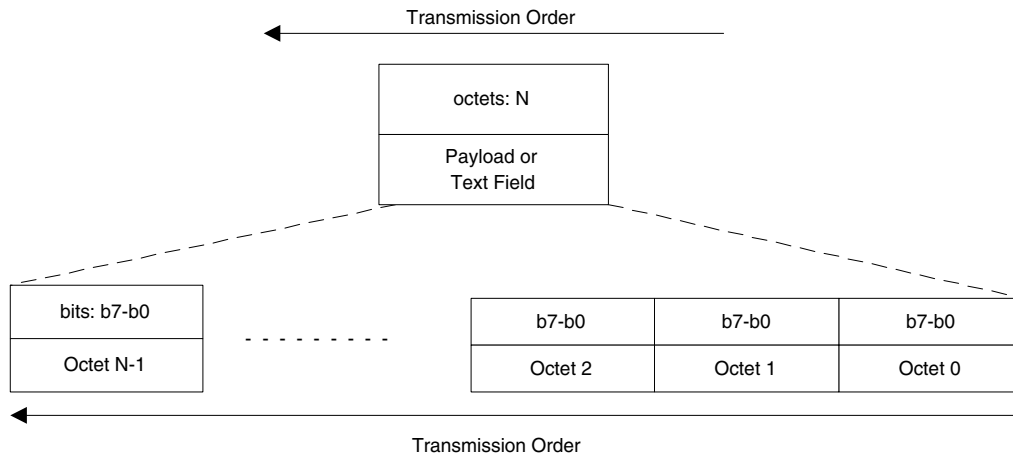 Transmission Order
octets: N
Payload or
Text Field
bits: b7-b0
b7-b0
b7-b0
b7-b0
Octet N-1
Octet 2
Octet 1
Octet 0
Transmission Order